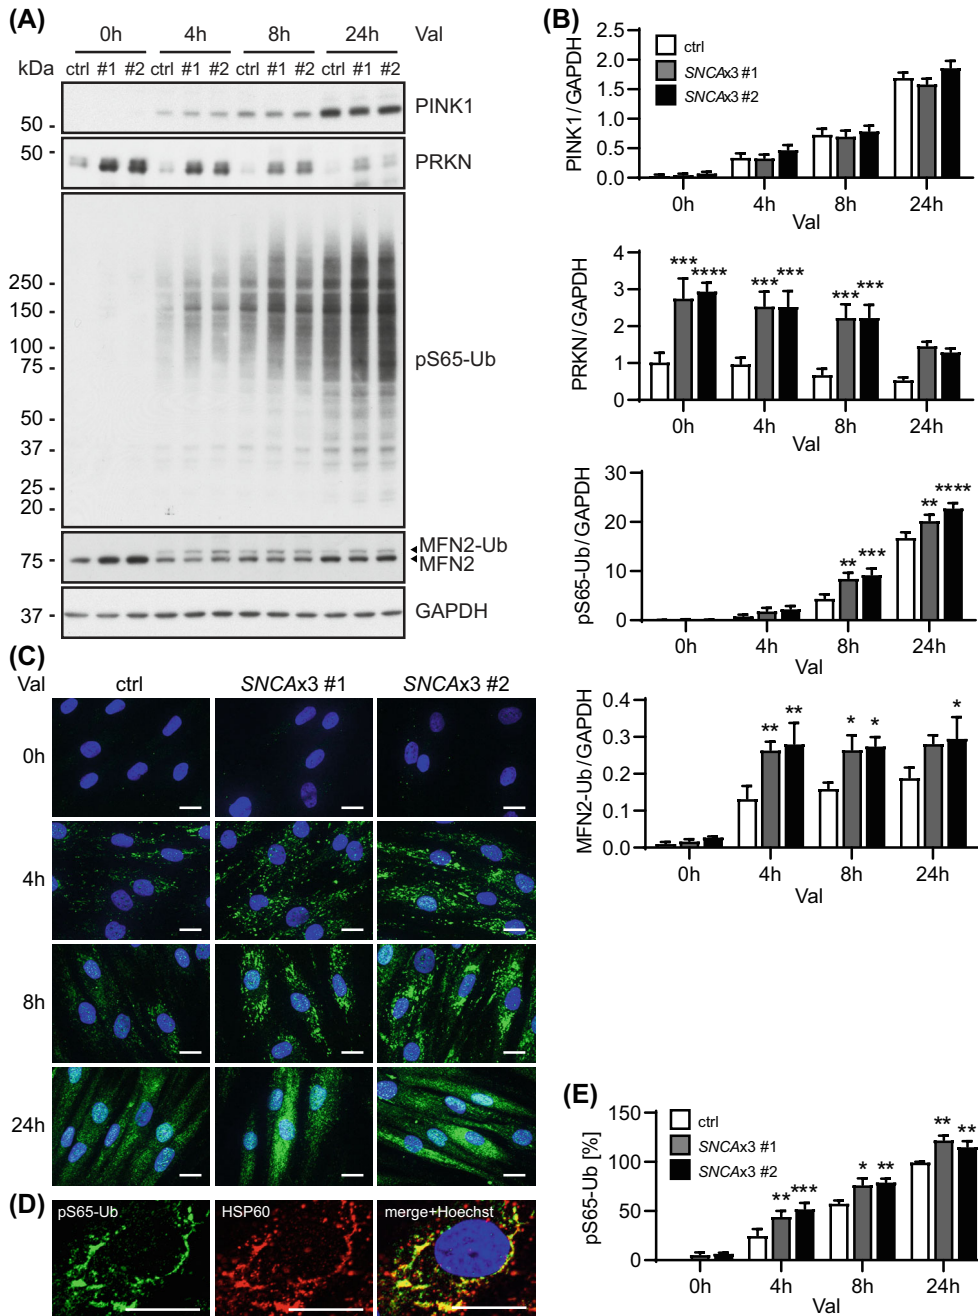 (A)
0h 4h 8h 24h Val
kDa ctrl #1 #2 ctrl #1 #2 ctrl #1 #2 ctrl #1 #2
50 - PINK1
50 - PRKN
250 -
150 -
100 -
75 -
pS65-Ub
50 -
37 -
25 -
20 -
MFN2-Ub
75 - MFN2
37 - GAPDH
(B)
ctrl
SNCAx3 #1
SNCAx3 #2
PINK1/GAPDH
2.5
2.0
1.5
1.0
0.5
0.0
0h 4h 8h 24h
Val
PRKN/GAPDH
4
3
2
1
0
*** **** *** *** *** ***
0h 4h 8h 24h
Val
pS65-Ub/GAPDH
30
20
10
0
** *** ** ****
0h 4h 8h 24h
Val
MFN2-Ub/GAPDH
0.4
0.3
0.2
0.1
0.0
** ** * * *
0h 4h 8h 24h
Val
(C)
Val ctrl SNCAx3 #1 SNCAx3 #2
0h
4h
8h
24h
(D)
pS65-Ub HSP60 merge+Hoechst
(E)
ctrl
SNCAx3 #1
SNCAx3 #2
pS65-Ub [%]
150
100
50
0
** *** * ** ** **
0h 4h 8h 24h
Val